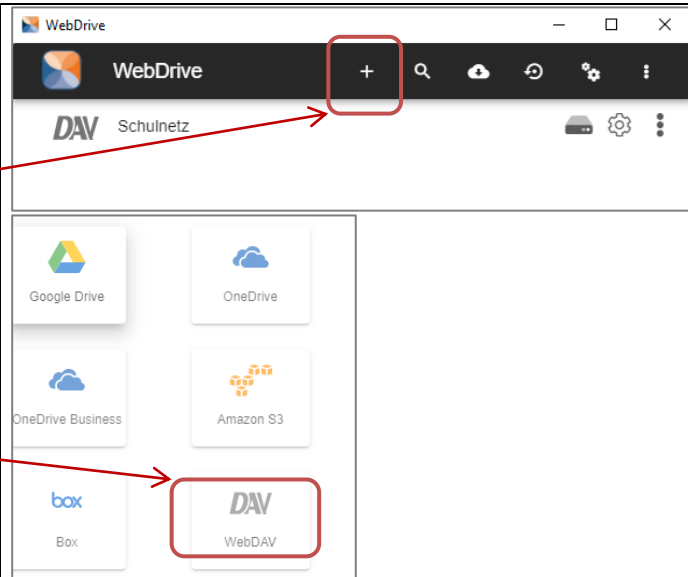 WebDrive
WebDrive
DAV Schulnetz
Google Drive OneDrive
OneDrive Business Amazon S3
box DAV
Box WebDAV